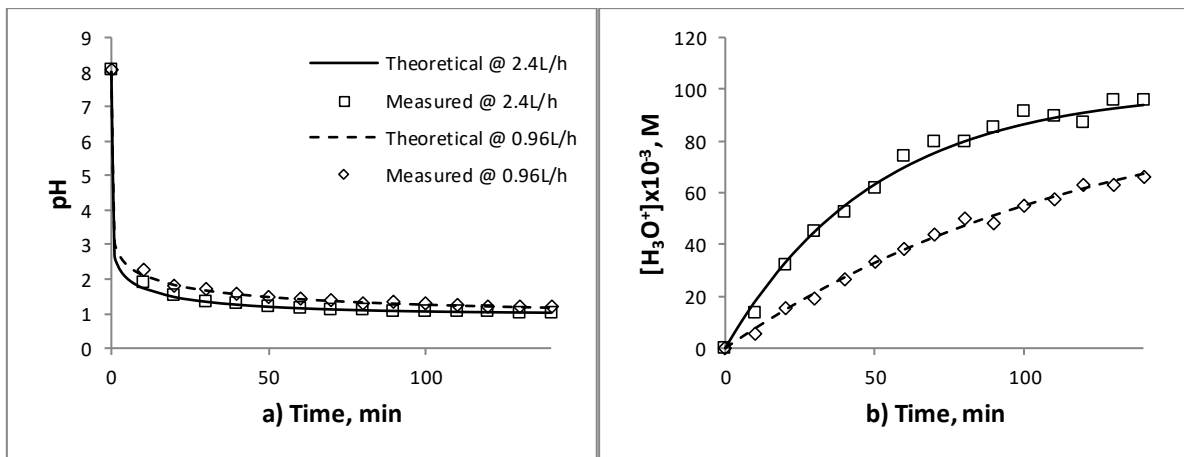 9
8
7
6
5
4
3
2
1
0
pH
Theoretical @ 2.4L/h
Measured @ 2.4L/h
Theoretical @ 0.96L/h
Measured @ 0.96L/h
0 50 100
a) Time, min
120
100
80
60
40
20
0
[H₃O⁺]x10⁻³, M
0 50 100
b) Time, min